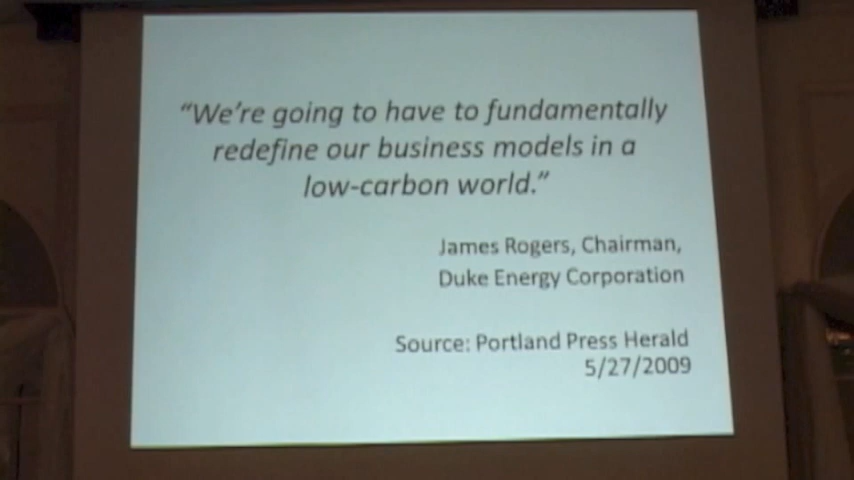 “We’re going to have to fundamentally
redefine our business models in a
low-carbon world.”
James Rogers, Chairman,
Duke Energy Corporation
Source: Portland Press Herald
5/27/2009